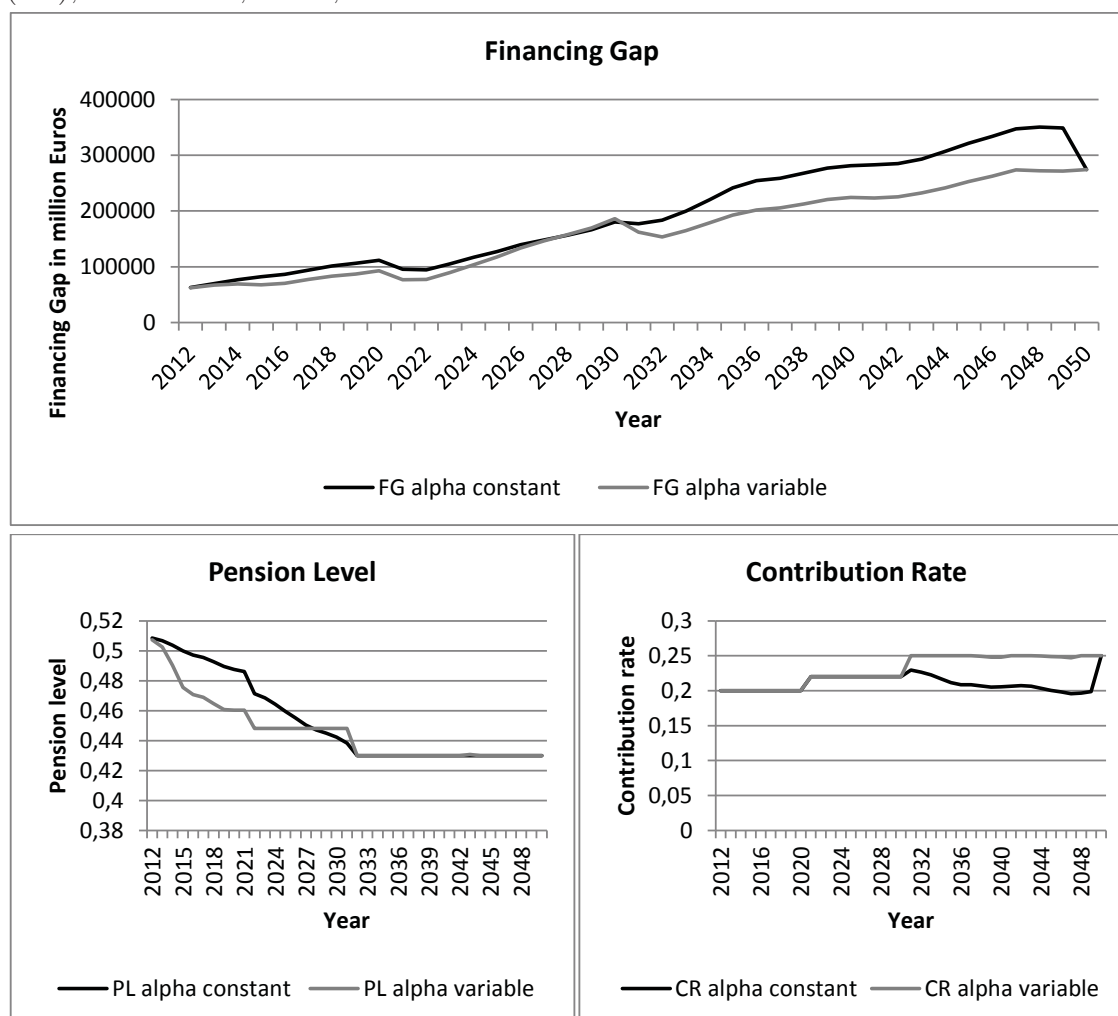 Financing Gap
Financing Gap in million Euros
400000
300000
200000
100000
0
2012 2014 2016 2018 2020 2022 2024 2026 2028 2030 2032 2034 2036 2038 2040 2042 2044 2046 2048 2050
Year
FG alpha constant FG alpha variable
Pension Level
Pension level
0,52
0,5
0,48
0,46
0,44
0,42
0,4
0,38
2012 2015 2018 2021 2024 2027 2030 2033 2036 2039 2042 2045 2048
Year
PL alpha constant PL alpha variable
Contribution Rate
Contribution rate
0,3
0,25
0,2
0,15
0,1
0,05
0
2012 2016 2020 2024 2028 2032 2036 2040 2044 2048
Year
CR alpha constant CR alpha variable